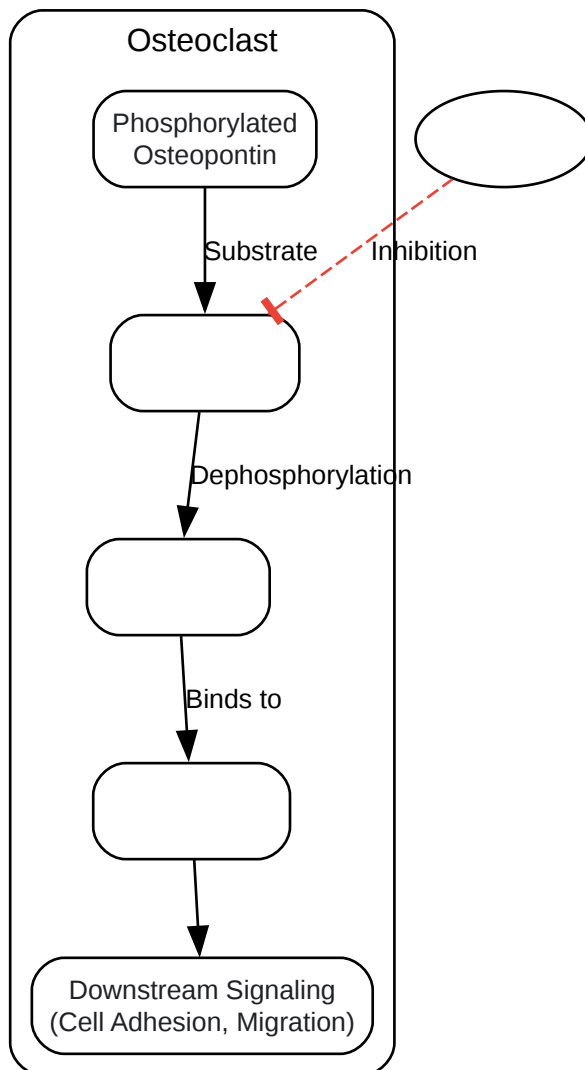 Osteoclast
Phosphorylated
Osteopontin
Substrate
Inhibition
Dephosphorylation
Binds to
Downstream Signaling
(Cell Adhesion, Migration)